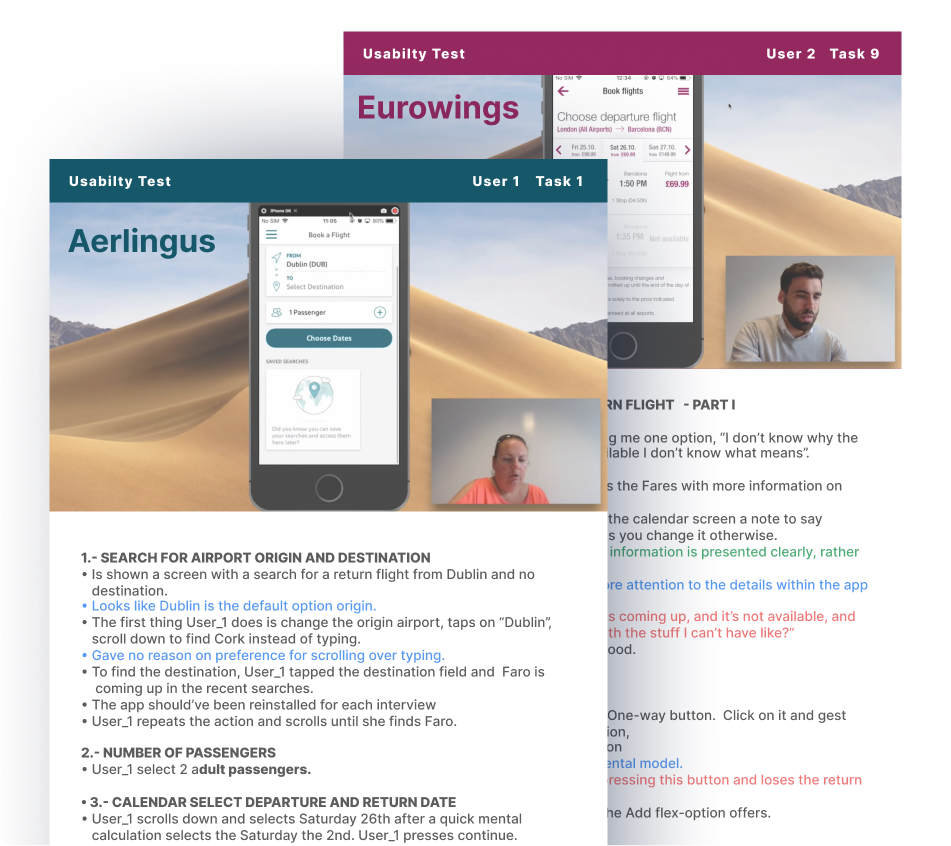 Usabilty Test
User 2 Task 9
Eurowings
No SIM
12:34
64%
Book flights
Choose departure flight
London (All Airports) → Barcelona (BCN)
Fri 25.10.
Sat 26.10.
Sun 27.10.
from £98.99
from £69.99
from £149.99
Barcelona
Flight from
1:50 PM
£69.99
1 Stop (04:50h)
1:35 PM
Not available
, booking changes and
mitted up until the end of the day of
solely to the price indicated
at all airports
Usabilty Test
User 1 Task 1
Aerlingus
No SIM
11:06
80%
Book a Flight
FROM
Dublin (DUB)
TO
Select Destination
1 Passenger
Choose Dates
SAVED SEARCHES
Did you know you can save
your searches and access them
here later?
RN FLIGHT - PART I
g me one option, “I don’t know why the
ilable I don’t know what means”.
s the Fares with more information on
the calendar screen a note to say
s you change it otherwise.
information is presented clearly, rather
ore attention to the details within the app
s coming up, and it’s not available, and
th the stuff I can’t have like?”
ood.
One-way button. Click on it and gest
ion,
on
ental model.
ressing this button and loses the return
he Add flex-option offers.
1.- SEARCH FOR AIRPORT ORIGIN AND DESTINATION
• Is shown a screen with a search for a return flight from Dublin and no
destination.
• Looks like Dublin is the default option origin.
• The first thing User_1 does is change the origin airport, taps on “Dublin”,
scroll down to find Cork instead of typing.
• Gave no reason on preference for scrolling over typing.
• To find the destination, User_1 tapped the destination field and Faro is
coming up in the recent searches.
• The app should’ve been reinstalled for each interview
• User_1 repeats the action and scrolls until she finds Faro.
2.- NUMBER OF PASSENGERS
• User_1 select 2 adult passengers.
• 3.- CALENDAR SELECT DEPARTURE AND RETURN DATE
• User_1 scrolls down and selects Saturday 26th after a quick mental
calculation selects the Saturday the 2nd. User_1 presses continue.